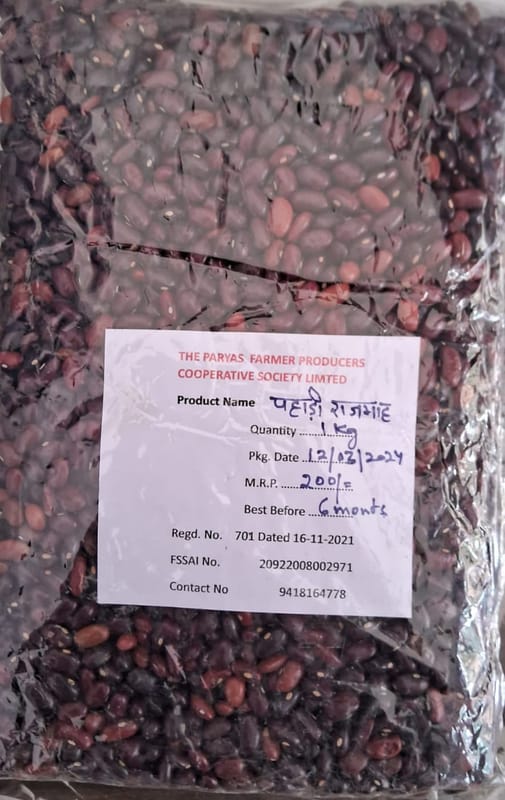 THE PARYAS FARMER PRODUCERS
COOPERATIVE SOCIETY LIMTED
Product Name पहाड़ी राजमाह
Quantity ..... 1 Kg
Pkg. Date ... 12/03/2024
M.R.P. ..... 200/=
Best Before ... 6 monts
Regd. No. 701 Dated 16-11-2021
FSSAI No. 20922008002971
Contact No 9418164778